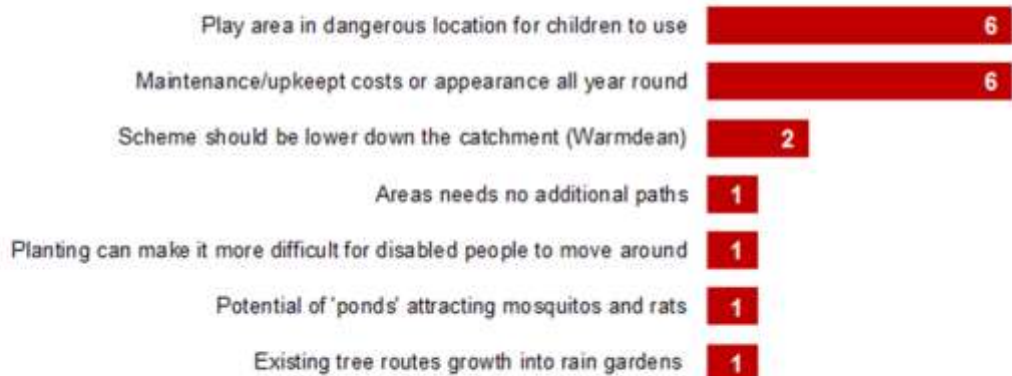 Play area in dangerous location for children to use 6
Maintenance/upkeept costs or appearance all year round 6
Scheme should be lower down the catchment (Warmdean) 2
Areas needs no additional paths 1
Planting can make it more difficult for disabled people to move around 1
Potential of 'ponds' attracting mosquitos and rats 1
Existing tree routes growth into rain gardens 1